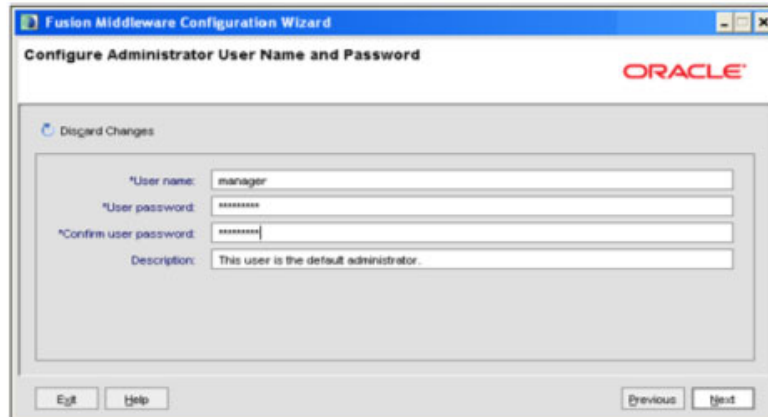 Fusion Middleware Configuration Wizard
Configure Administrator User Name and Password
ORACLE
Discard Changes
*User name: manager
*User password: *********
*Confirm user password: *********
Description: This user is the default administrator.
Exit Help Previous Next